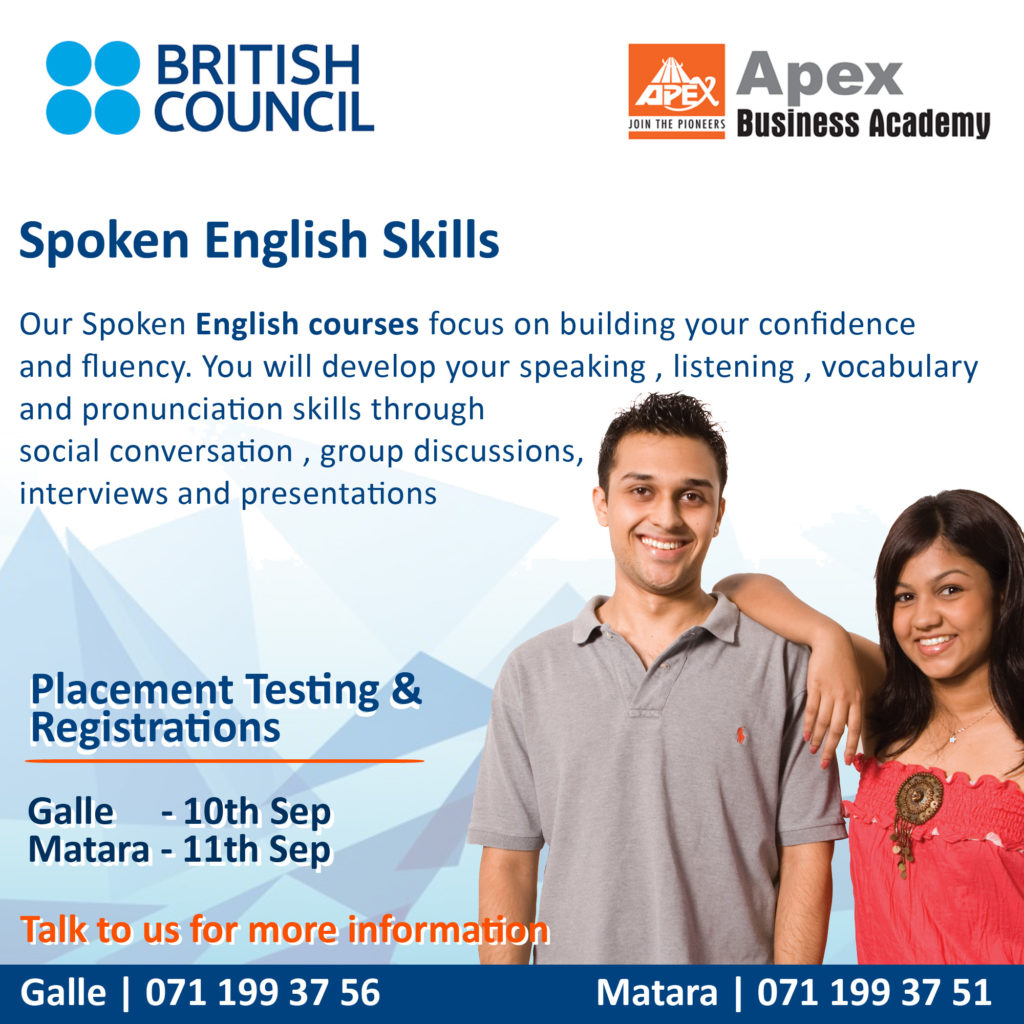 BRITISH
COUNCIL
APEX
JOIN THE PIONEERS
Apex
Business Academy
Spoken English Skills
Our Spoken English courses focus on building your confidence
and fluency. You will develop your speaking , listening , vocabulary
and pronunciation skills through
social conversation , group discussions,
interviews and presentations
Placement Testing &
Registrations
Galle - 10th Sep
Matara - 11th Sep
Talk to us for more information
Galle | 071 199 37 56
Matara | 071 199 37 51